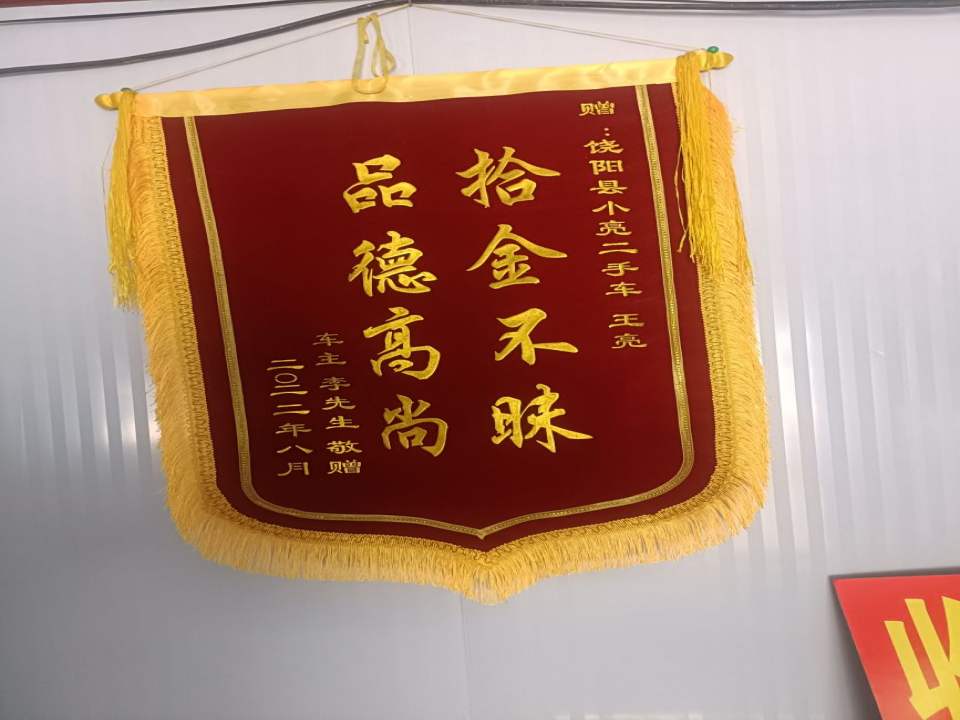 赠：饶阳县小亮二手车 王亮
拾金不昧
品德高尚
车主 李先生 敬赠
二〇二二年八月